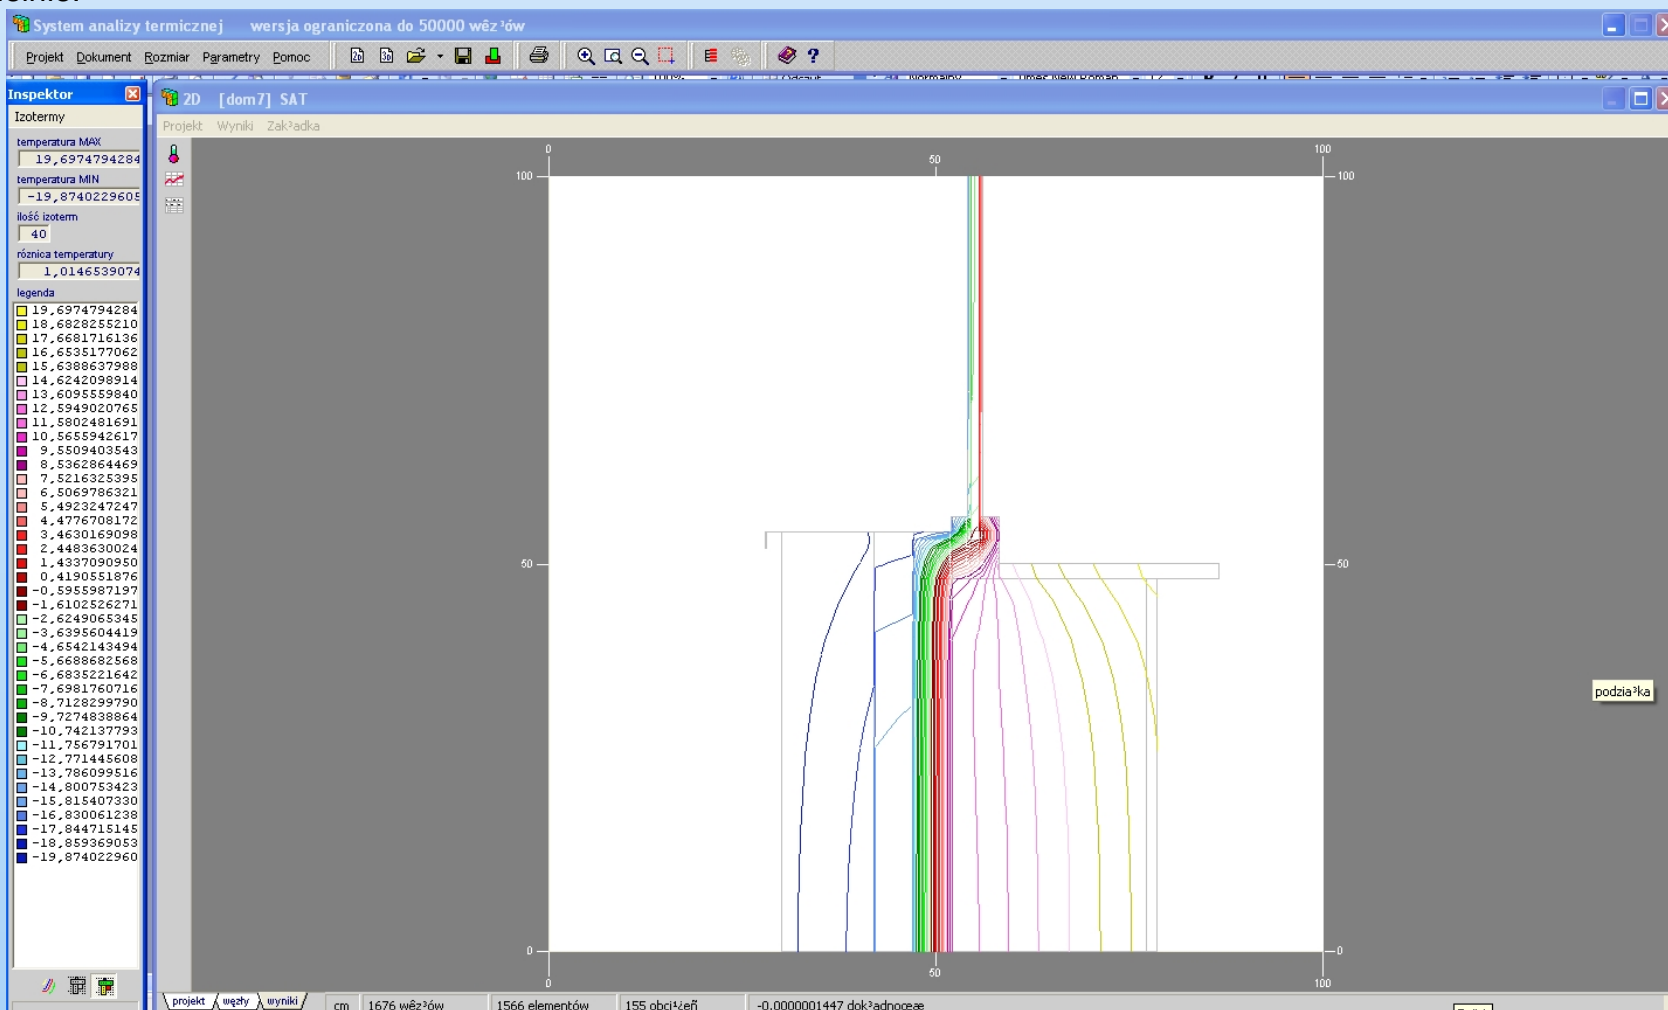 System analizy termicznej wersja ograniczona do 50000 wêz³ów
Projekt Dokument Rozmiar Parametry Pomoc
Inspektor
Izotermy
temperatura MAX
19,6974794284
temperatura MIN
-19,8740229605
ilość izoterm
40
róznica temperatury
1,0146539074
legenda
19,6974794284
18,6828255210
17,6681716136
16,6535177062
15,6388637988
14,6242098914
13,6095559840
12,5949020765
11,5802481691
10,5655942617
9,5509403543
8,5362864469
7,5216325395
6,5069786321
5,4923247247
4,4776708172
3,4630169098
2,4483630024
1,4337090950
0,4190551876
-0,5955987197
-1,6102526271
-2,6249065345
-3,6395604419
-4,6542143494
-5,6688682568
-6,6835221642
-7,6981760716
-8,7128299790
-9,7274838864
-10,742137793
-11,756791701
-12,771445608
-13,786099516
-14,800753423
-15,815407330
-16,830061238
-17,844715145
-18,859369053
-19,874022960
2D [dom7] SAT
Projekt Wyniki Zak³adka
0 50 100
100 100
50 50
0 0
0 50 100
podzia³ka
projekt węzły wyniki
cm 1676 wêz³ów 1566 elementów 155 obci¹¿eñ -0,0000001447 dok³adnoœæ